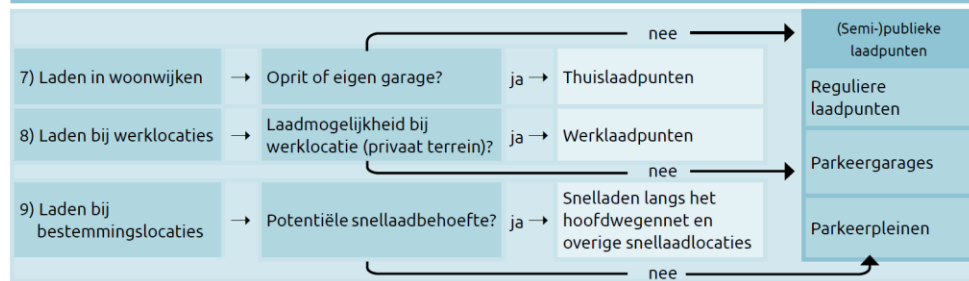 nee
(Semi-)publieke
laadpunten
7) Laden in woonwijken → Oprit of eigen garage? ja → Thuislaadpunten
Reguliere
laadpunten
8) Laden bij werklocaties → Laadmogelijkheid bij
werklocatie (privaat terrein)? ja → Werklaadpunten
nee
Parkeergarages
9) Laden bij
bestemmingslocaties → Potentiële snellaadbehoefte? ja → Snelladen langs het
hoofdwegennet en
overige snellaadlocaties
Parkeerpleinen
nee